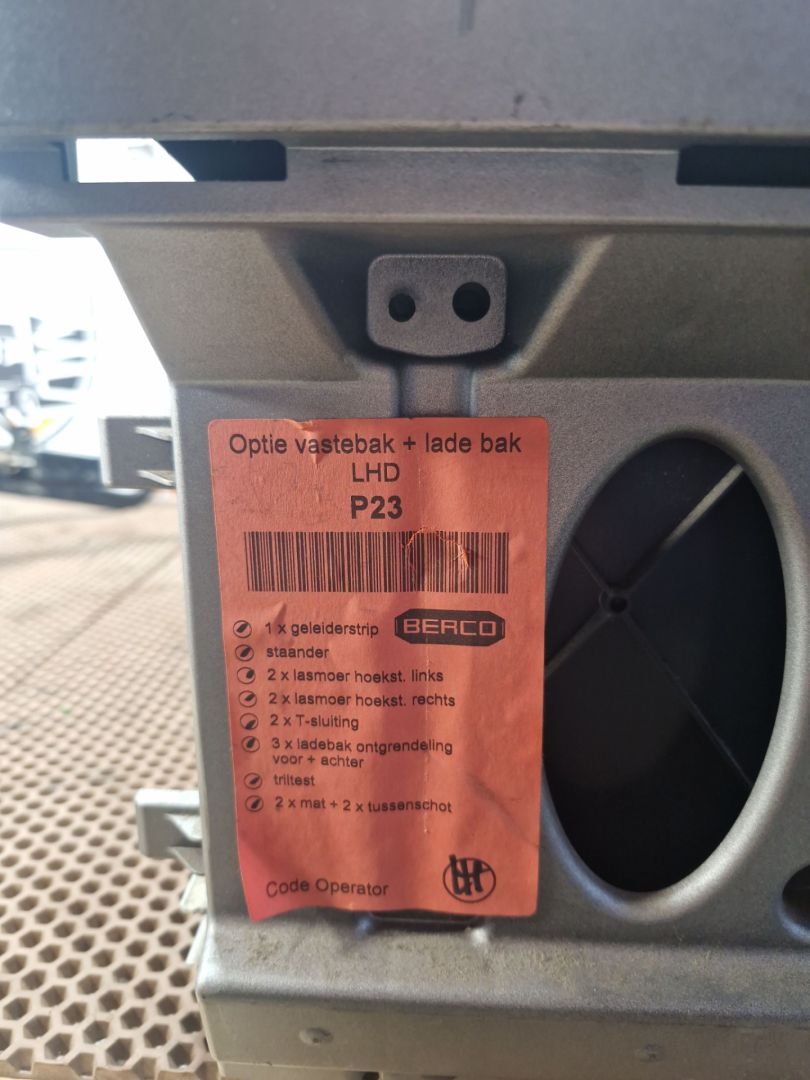 Optie vastebak + lade bak
LHD
P23
1 x geleiderstrip BERCO
staander
2 x lasmoer hoekst. links
2 x lasmoer hoekst. rechts
2 x T-sluiting
3 x ladebak ontgrendeling
voor + achter
triltest
2 x mat + 2 x tussenschot
Code Operator